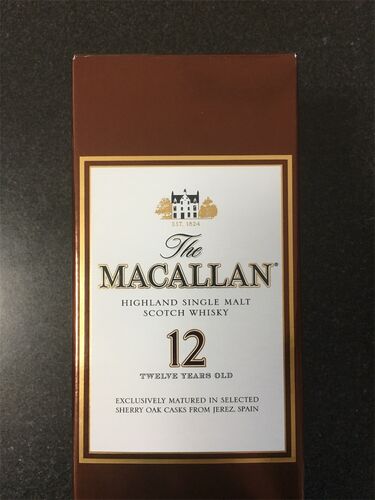 EST. 1824
The
MACALLAN®
HIGHLAND SINGLE MALT
SCOTCH WHISKY
12
TWELVE YEARS OLD
EXCLUSIVELY MATURED IN SELECTED
SHERRY OAK CASKS FROM JEREZ, SPAIN